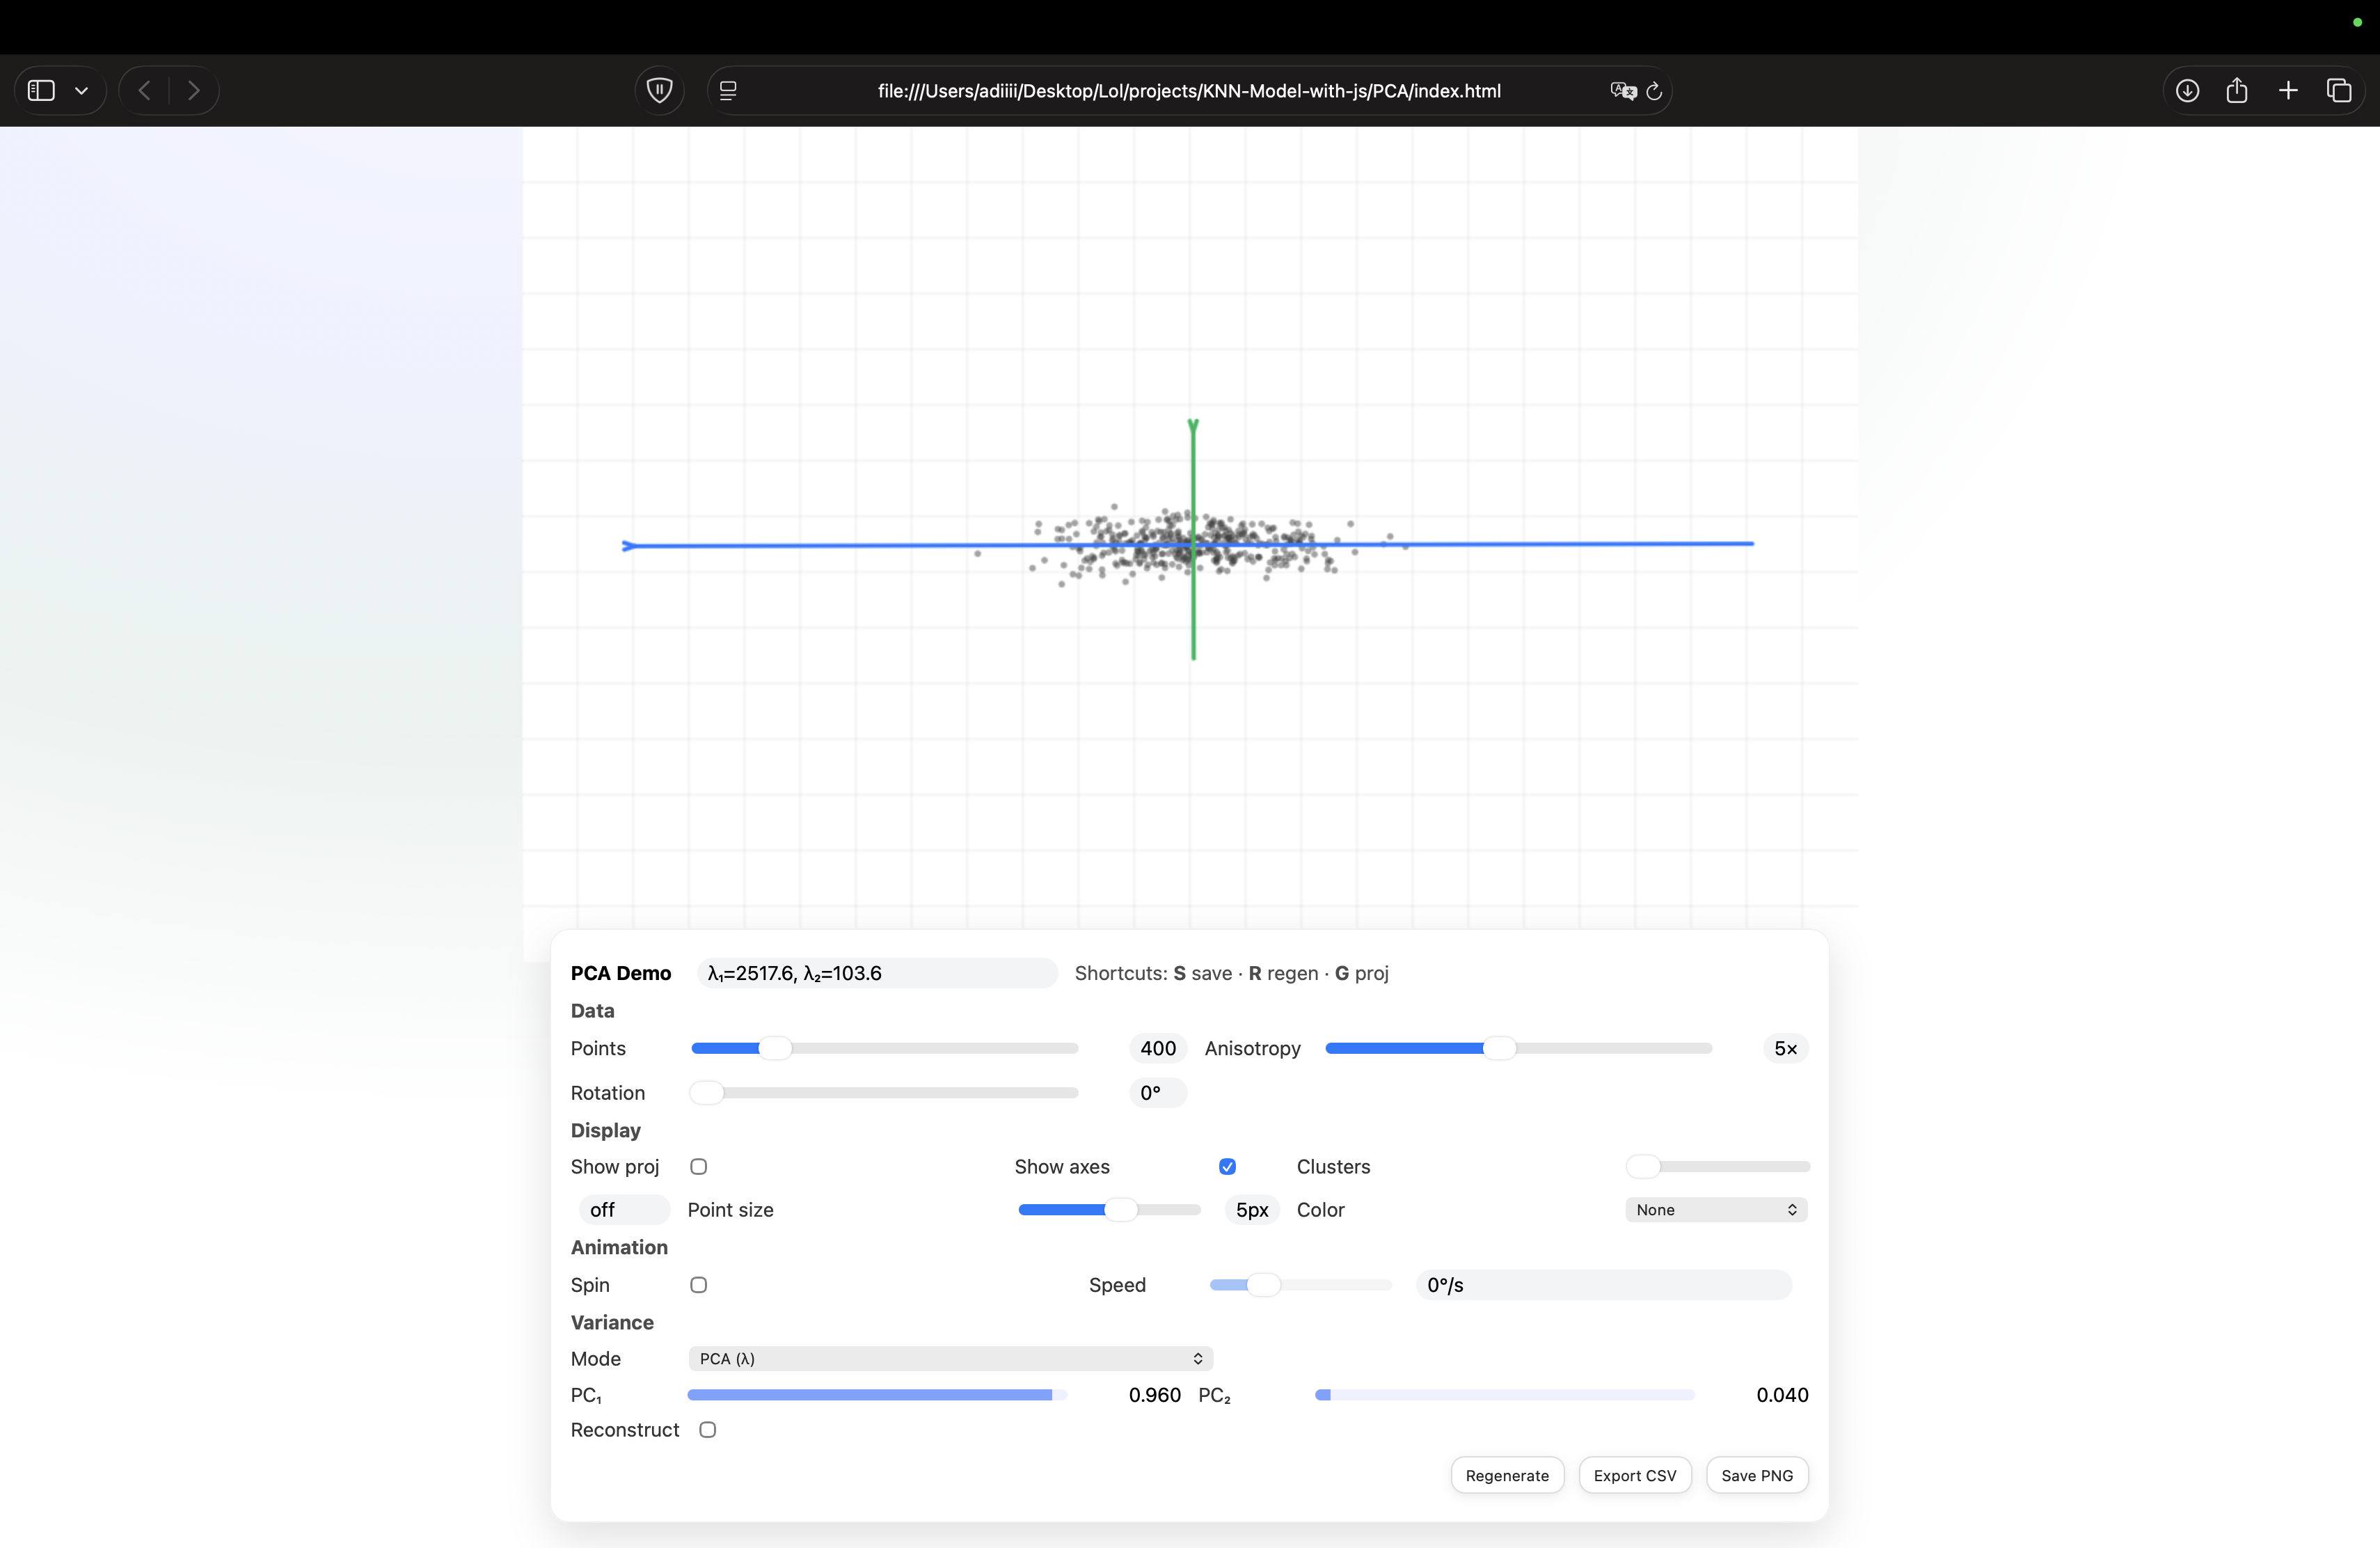 file:///Users/adiiii/Desktop/Lol/projects/KNN-Model-with-js/PCA/index.html
PCA Demo λ₁=2517.6, λ₂=103.6 Shortcuts: S save · R regen · G proj
Data
Points 400 Anisotropy 5×
Rotation 0°
Display
Show proj Show axes Clusters
off Point size 5px Color None
Animation
Spin Speed 0°/s
Variance
Mode PCA (λ)
PC₁ 0.960 PC₂ 0.040
Reconstruct
Regenerate Export CSV Save PNG